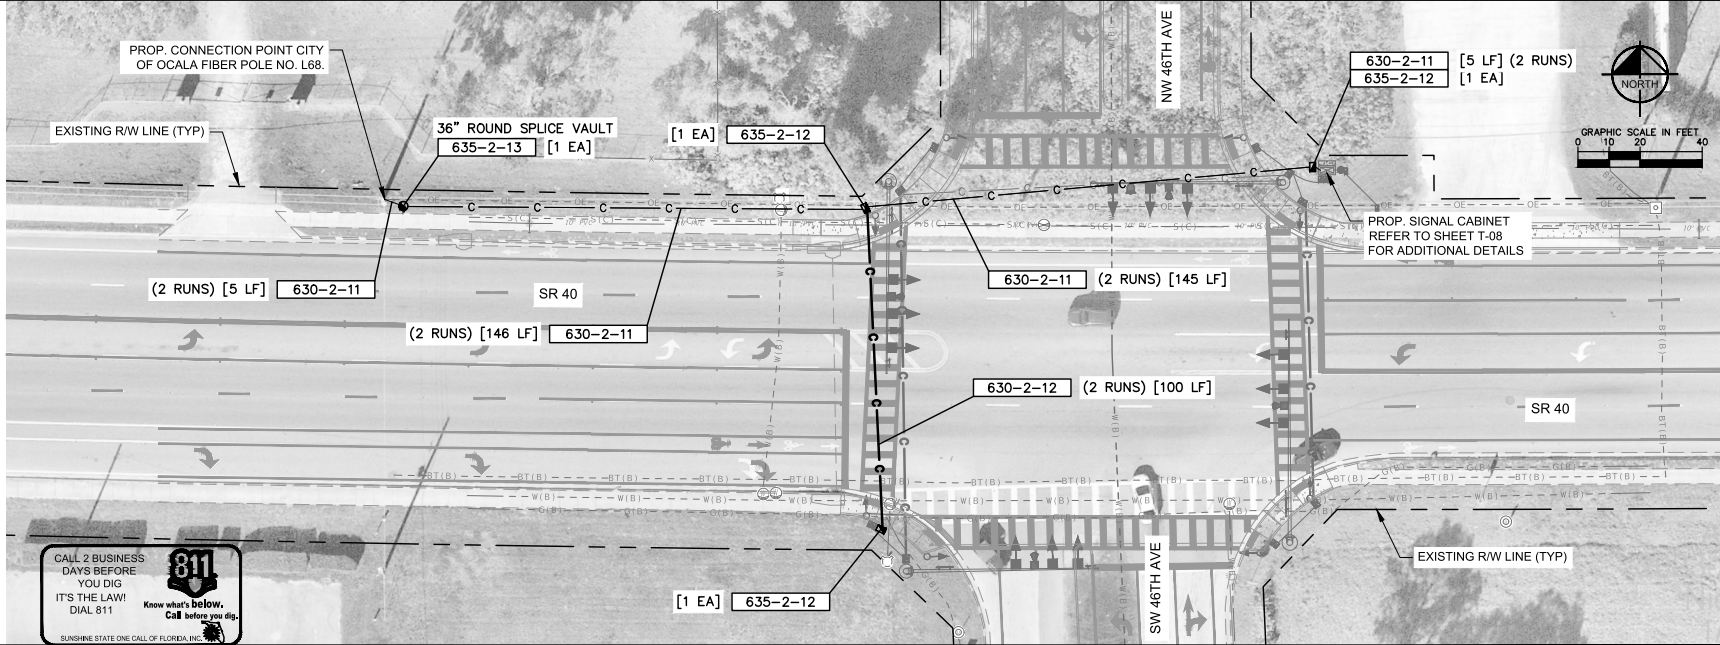 PROP. CONNECTION POINT CITY
OF OCALA FIBER POLE NO. L68.
EXISTING R/W LINE (TYP)
36" ROUND SPLICE VAULT
635-2-13 [1 EA]
[1 EA] 635-2-12
NW 46TH AVE
630-2-11 [5 LF] (2 RUNS)
635-2-12 [1 EA]
NORTH
GRAPHIC SCALE IN FEET
0 10 20 40
PROP. SIGNAL CABINET
REFER TO SHEET T-08
FOR ADDITIONAL DETAILS
(2 RUNS) [5 LF] 630-2-11
SR 40
630-2-11 (2 RUNS) [145 LF]
(2 RUNS) [146 LF] 630-2-11
630-2-12 (2 RUNS) [100 LF]
SR 40
EXISTING R/W LINE (TYP)
SW 46TH AVE
[1 EA] 635-2-12
CALL 2 BUSINESS
DAYS BEFORE
YOU DIG
IT'S THE LAW!
DIAL 811
811
Know what's below.
Call before you dig.
SUNSHINE STATE ONE CALL OF FLORIDA, INC.